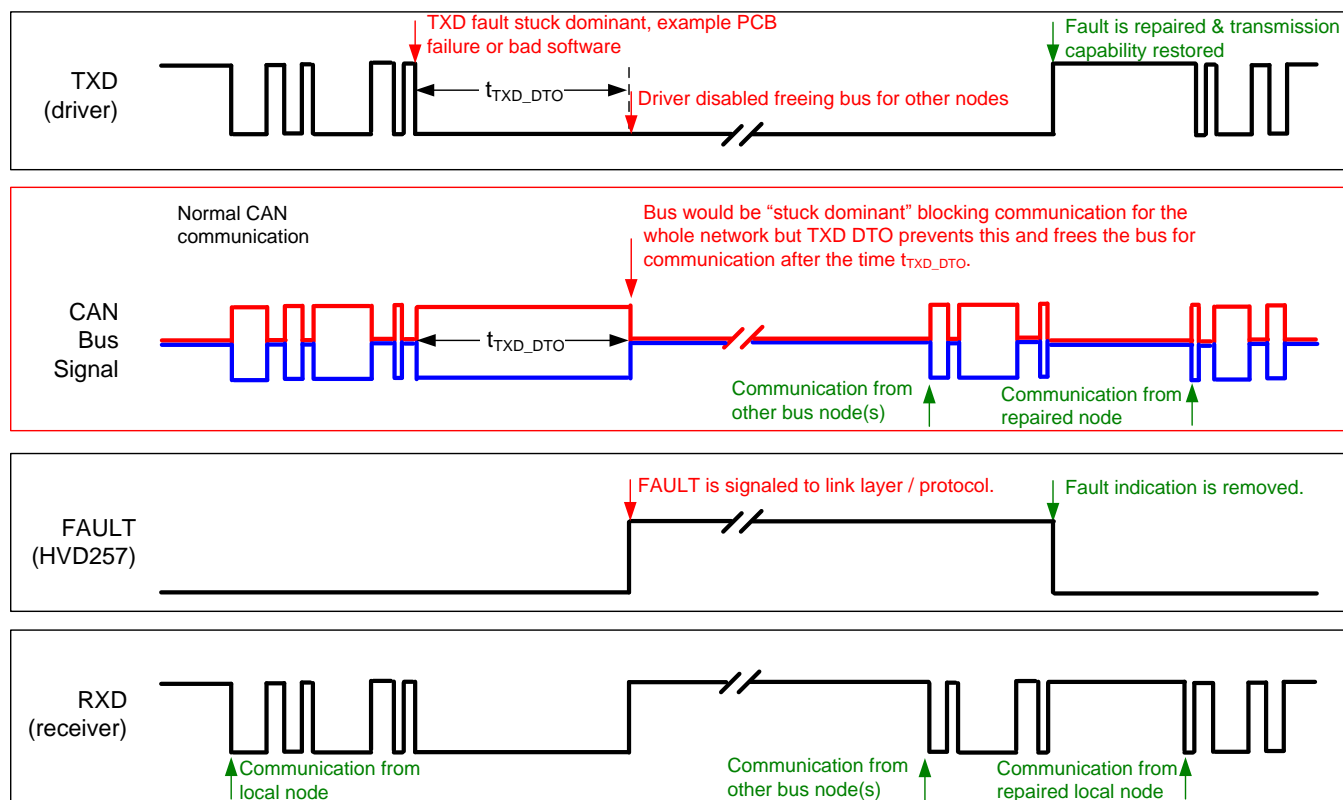 TXD fault stuck dominant, example PCB
failure or bad software
Fault is repaired & transmission
capability restored
TXD
(driver)
tTXD_DTO
Driver disabled freeing bus for other nodes
Normal CAN
communication
Bus would be “stuck dominant” blocking communication for the
whole network but TXD DTO prevents this and frees the bus for
communication after the time tTXD_DTO.
CAN
Bus
Signal
tTXD_DTO
Communication from
other bus node(s)
Communication from
repaired node
FAULT is signaled to link layer / protocol.
Fault indication is removed.
FAULT
(HVD257)
RXD
(receiver)
Communication from
local node
Communication from
other bus node(s)
Communication from
repaired local node